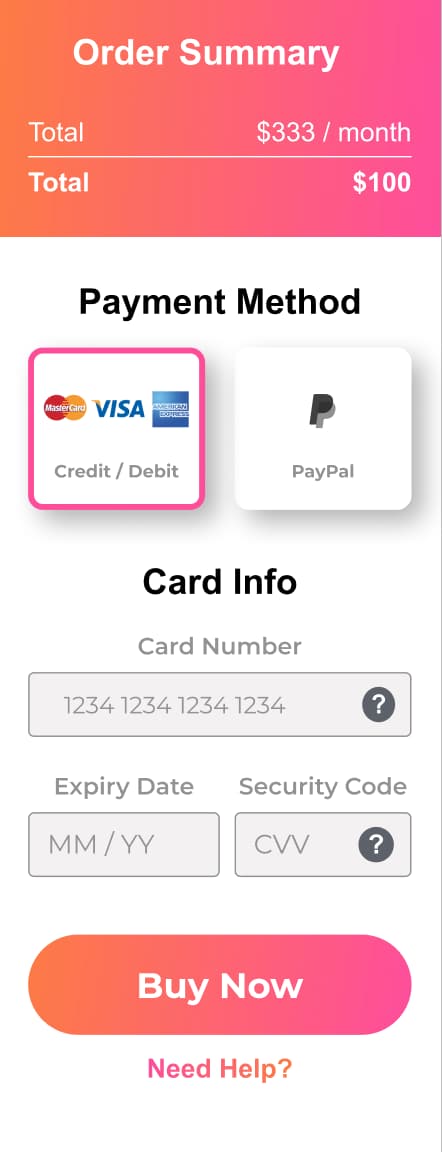 Order Summary
Total $333 / month
Total $100
Payment Method
MasterCard VISA AMERICAN EXPRESS
Credit / Debit PayPal
Card Info
Card Number
1234 1234 1234 1234 ?
Expiry Date Security Code
MM / YY CVV ?
Buy Now
Need Help?